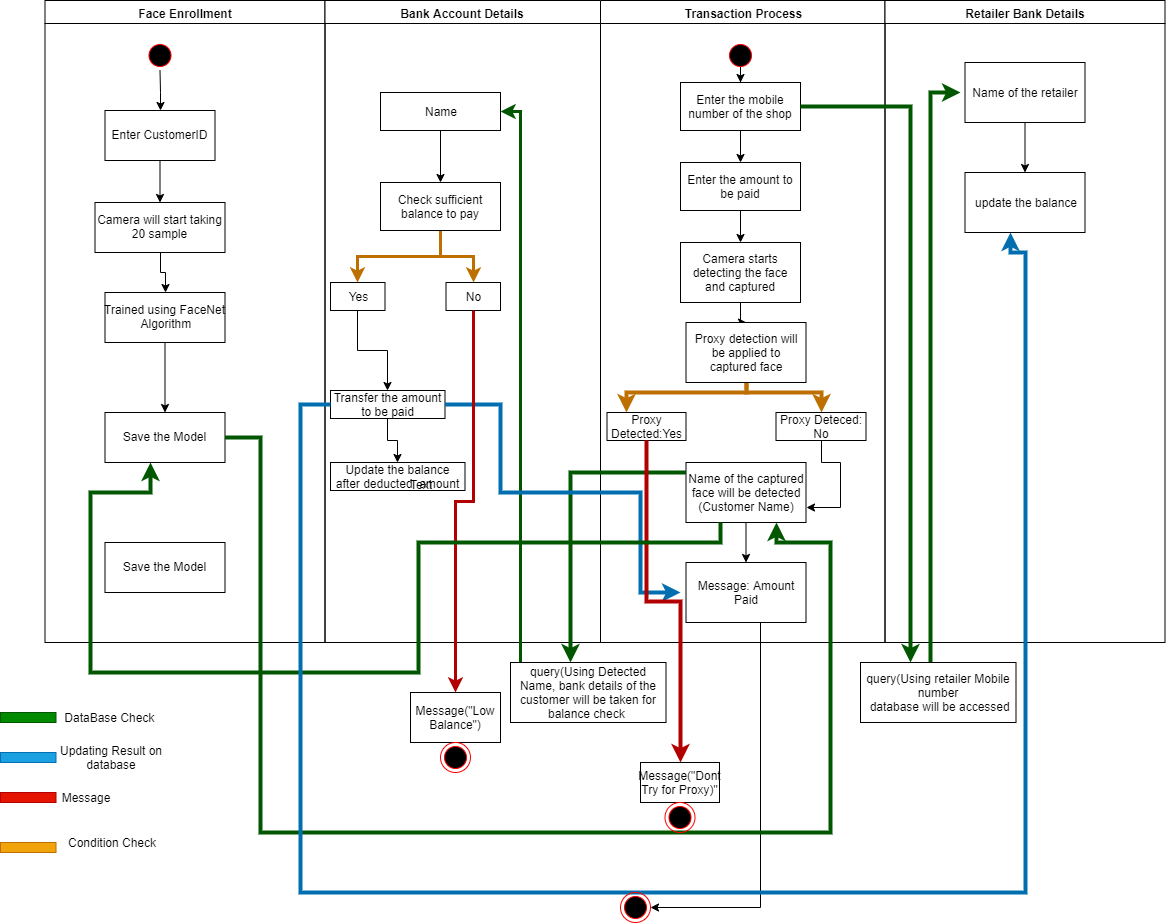 Face Enrollment
Bank Account Details
Transaction Process
Retailer Bank Details
Enter CustomerID
Camera will start taking
20 sample
Trained using FaceNet
Algorithm
Save the Model
Save the Model
Name
Check sufficient
balance to pay
Yes
No
Transfer the amount
to be paid
Update the balance
after deducted amount
Text
Enter the mobile
number of the shop
Enter the amount to
be paid
Camera starts
detecting the face
and captured
Proxy detection will
be applied to
captured face
Proxy
Detected:Yes
Proxy Deteced:
No
Name of the captured
face will be detected
(Customer Name)
Message: Amount
Paid
Name of the retailer
update the balance
Message("Low
Balance")
query(Using Detected
Name, bank details of the
customer will be taken for
balance check
query(Using retailer Mobile
number
database will be accessed
Message("Dont
Try for Proxy)"
DataBase Check
Updating Result on
database
Message
Condition Check